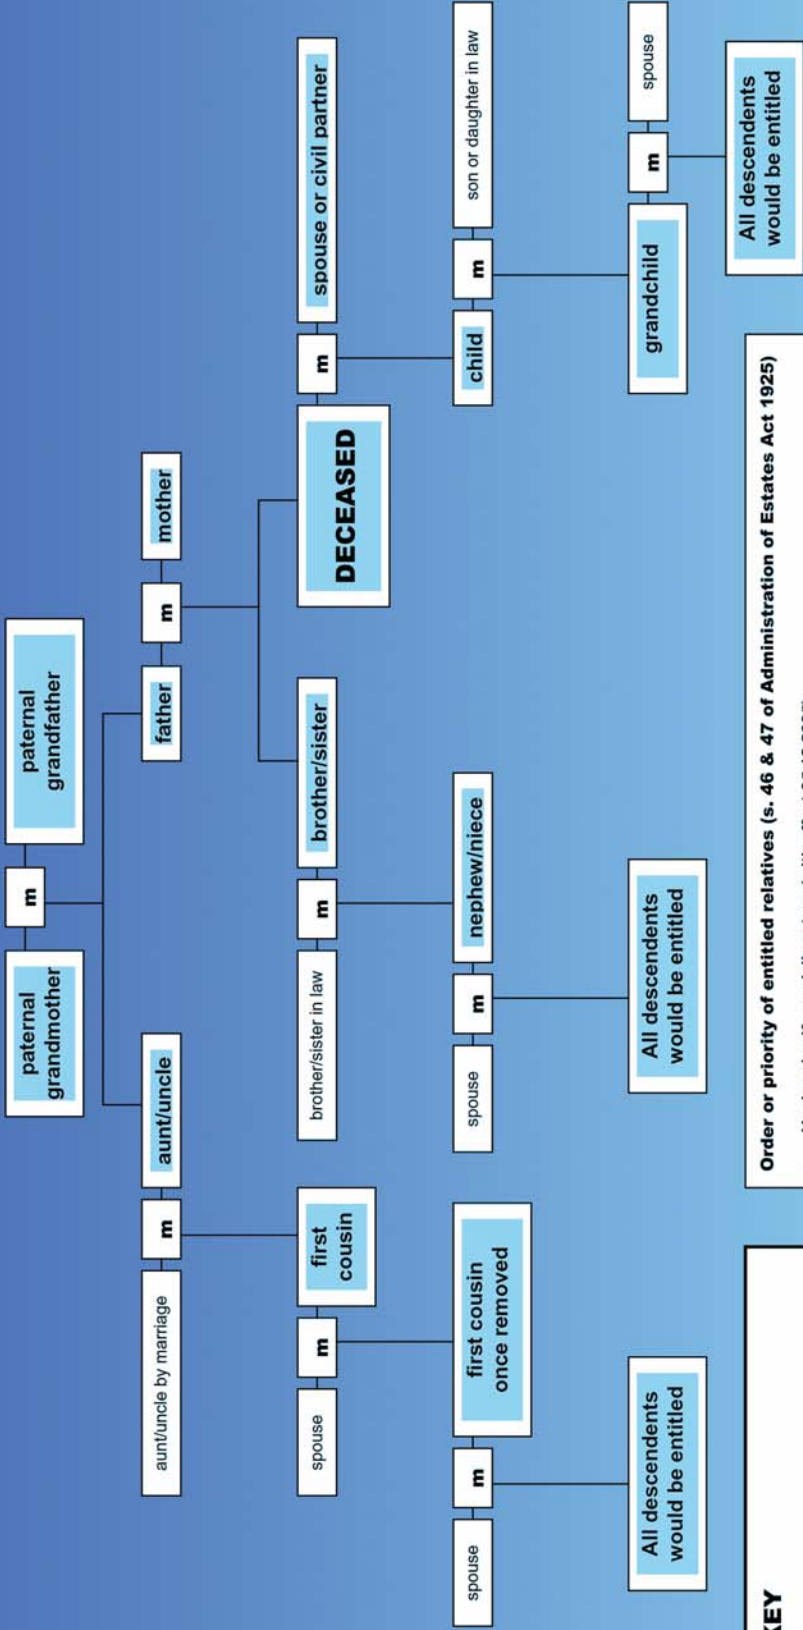 paternal
grandmother
m
paternal
grandfather
aunt/uncle by marriage
m
aunt/uncle
father
m
mother
spouse
m
first
cousin
brother/sister in law
m
brother/sister
DECEASED
m
spouse or civil partner
spouse
m
first cousin
once removed
spouse
m
nephew/niece
child
m
son or daughter in law
All descendents
would be entitled
All descendents
would be entitled
grandchild
m
spouse
All descendents
would be entitled
KEY
Order or priority of entitled relatives (s. 46 & 47 of Administration of Estates Act 1925)